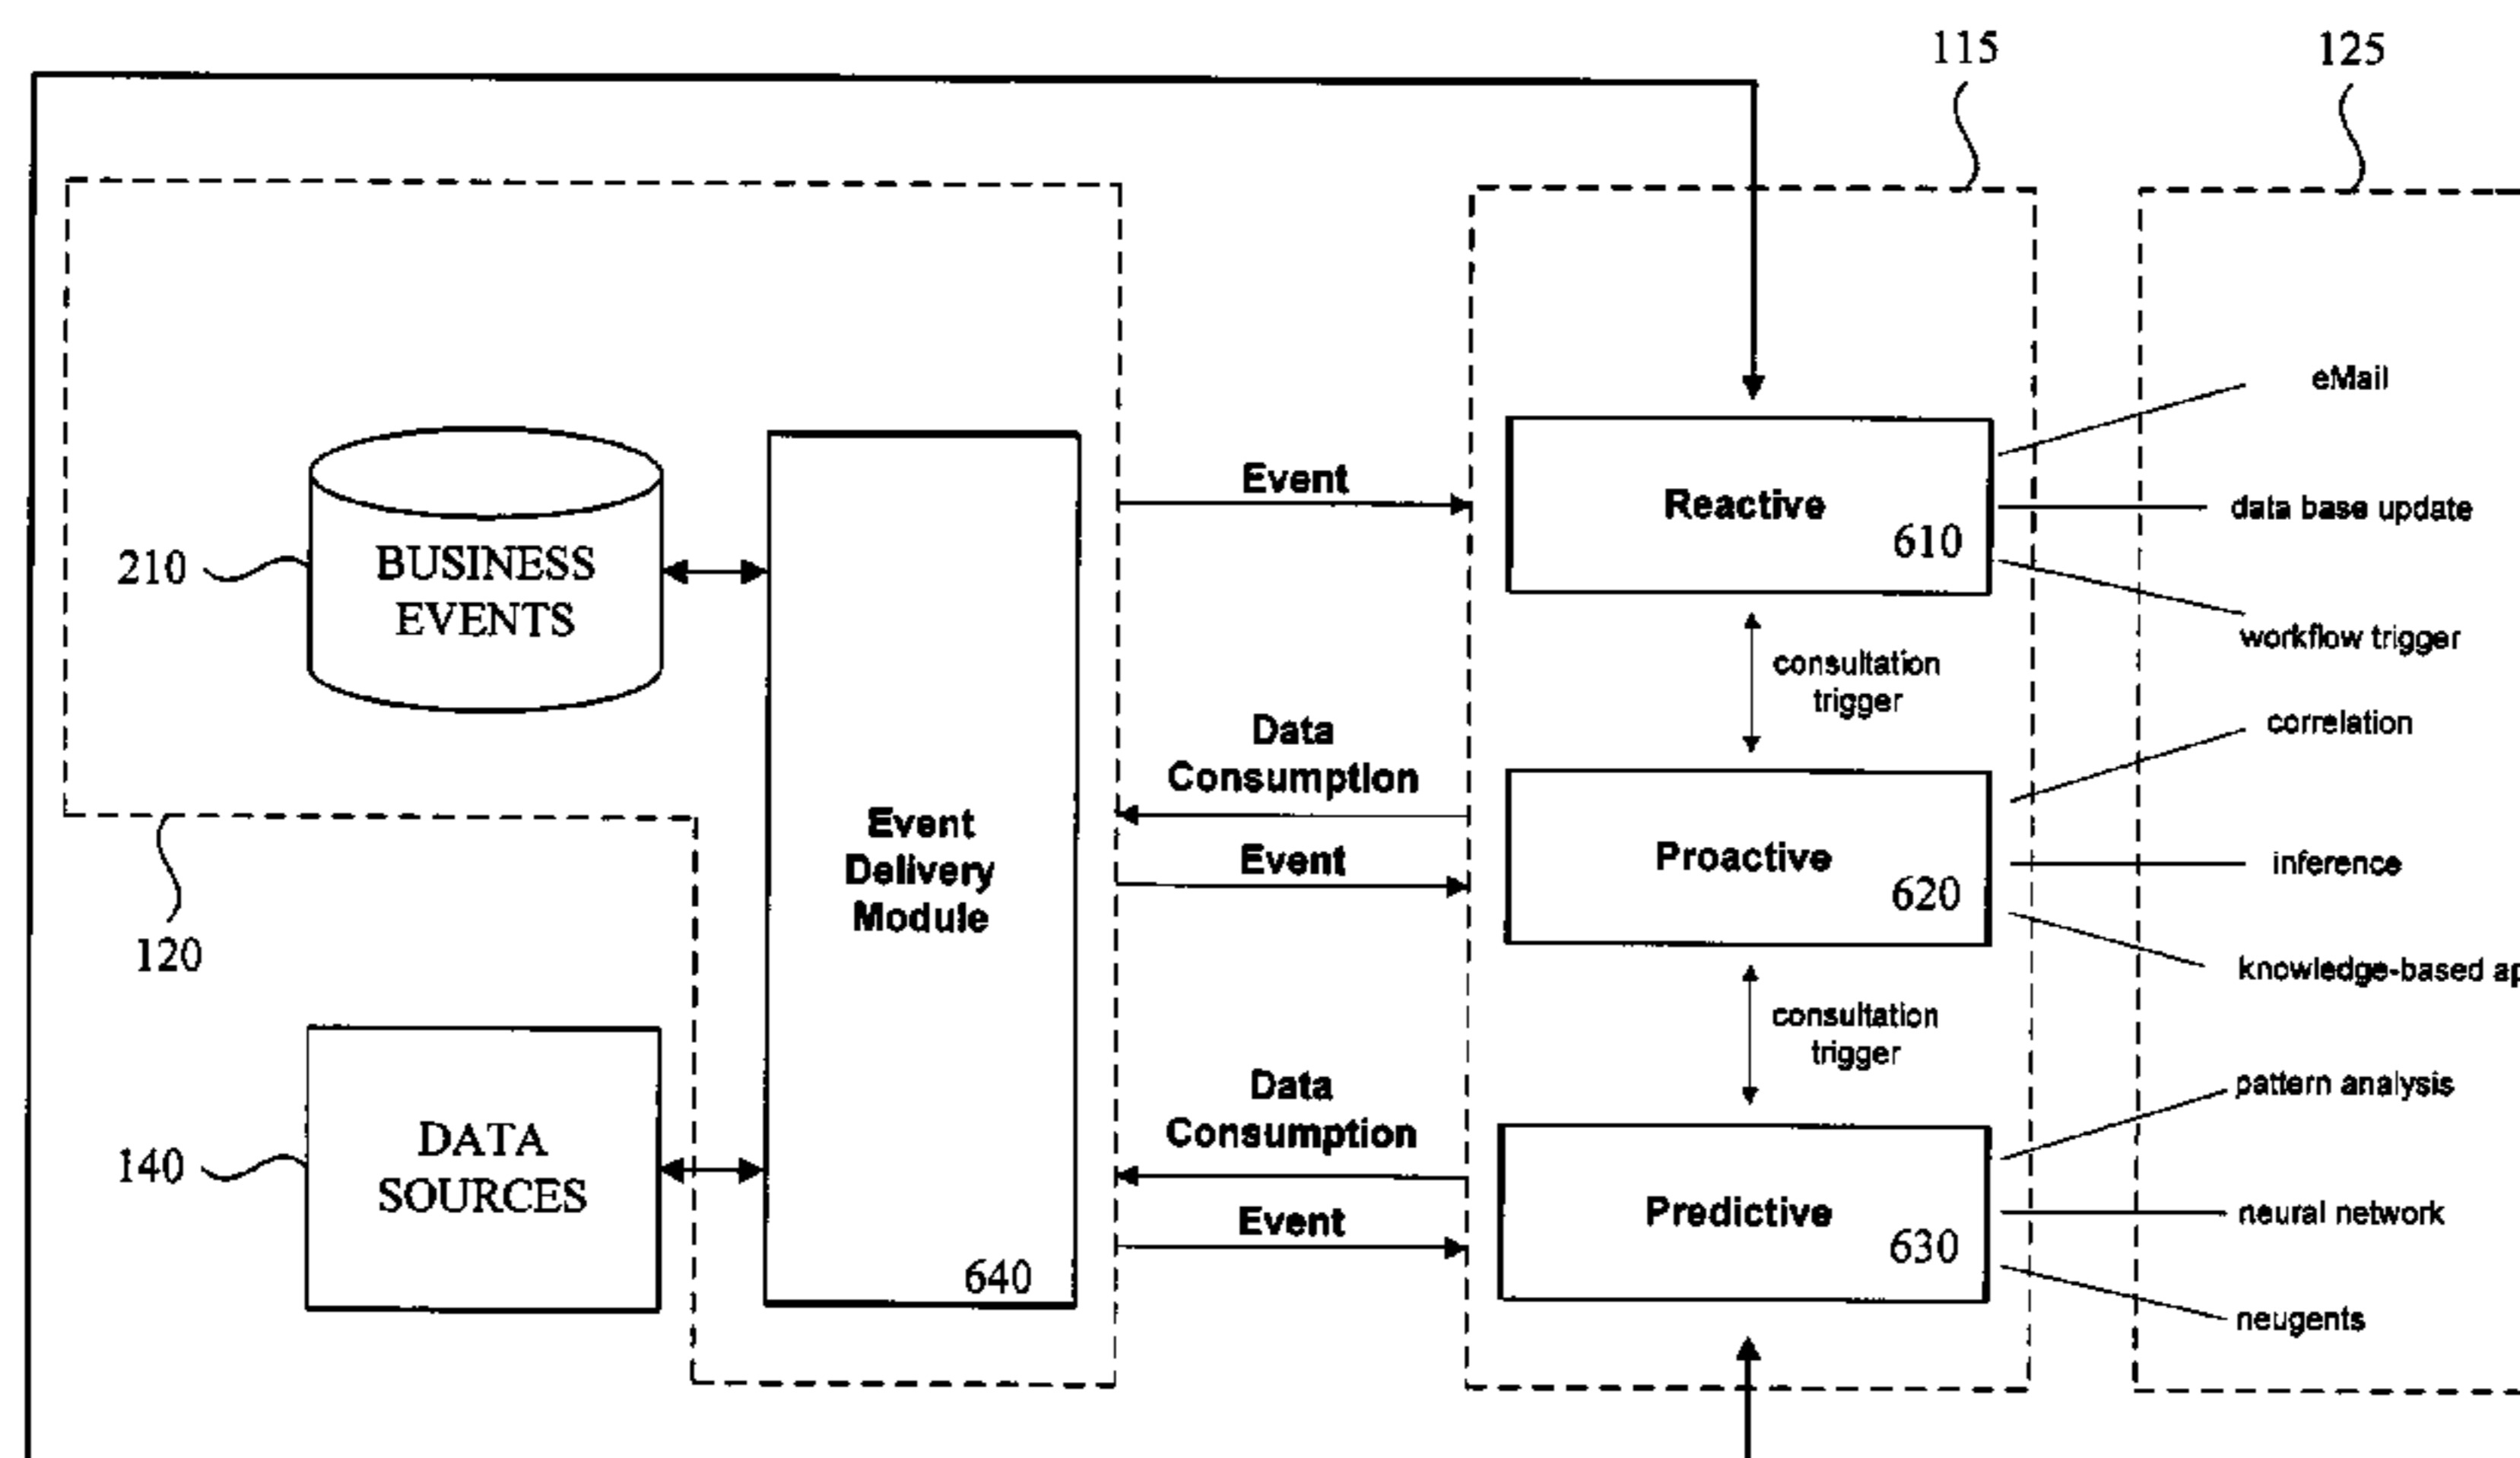 115
125
eMail
Event
Reactive
610
data base update
210
BUSINESS
EVENTS
workflow trigger
consultation
trigger
Data
Consumption
correlation
Event
Delivery
Module
Event
Proactive
620
inference
120
knowledge-based ap
consultation
trigger
Data
Consumption
pattern analysis
140
DATA
SOURCES
Event
Predictive
630
neural network
640
neugents